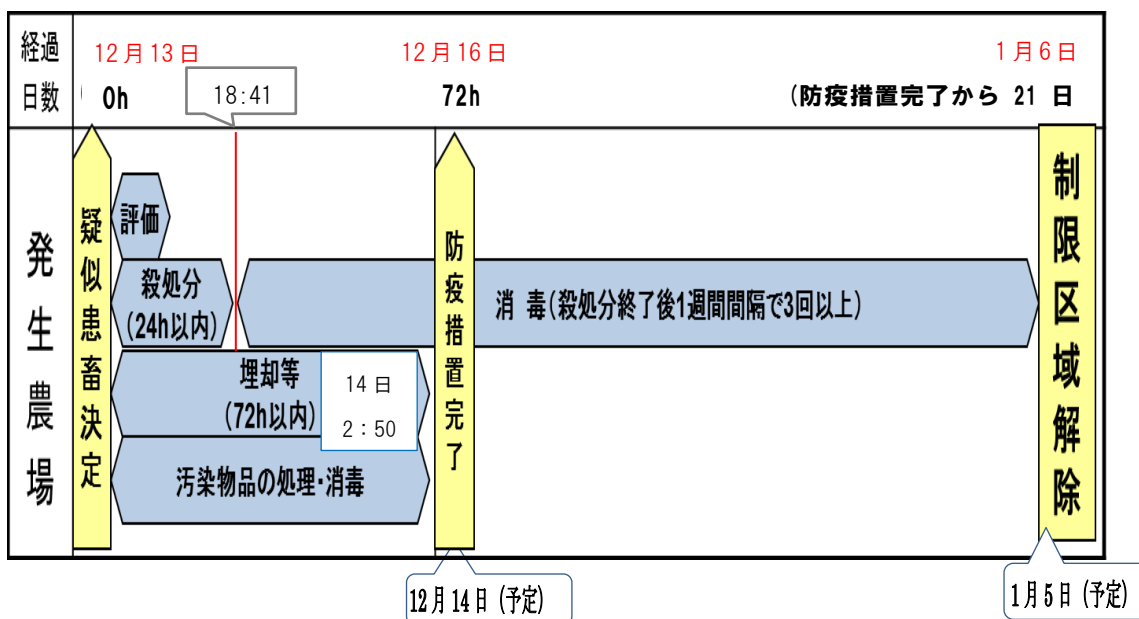 経過
日数
12月13日
12月16日
1月6日
0h
18:41
72h
(防疫措置完了から 21 日
発生農場
疑似患畜決定
評価
殺処分
(24h以内)
消 毒(殺処分終了後1週間間隔で3回以上)
埋却等
(72h以内)
14日
2:50
汚染物品の処理・消毒
防疫措置完了
制限区域解除
12月14日(予定)
1月5日(予定)